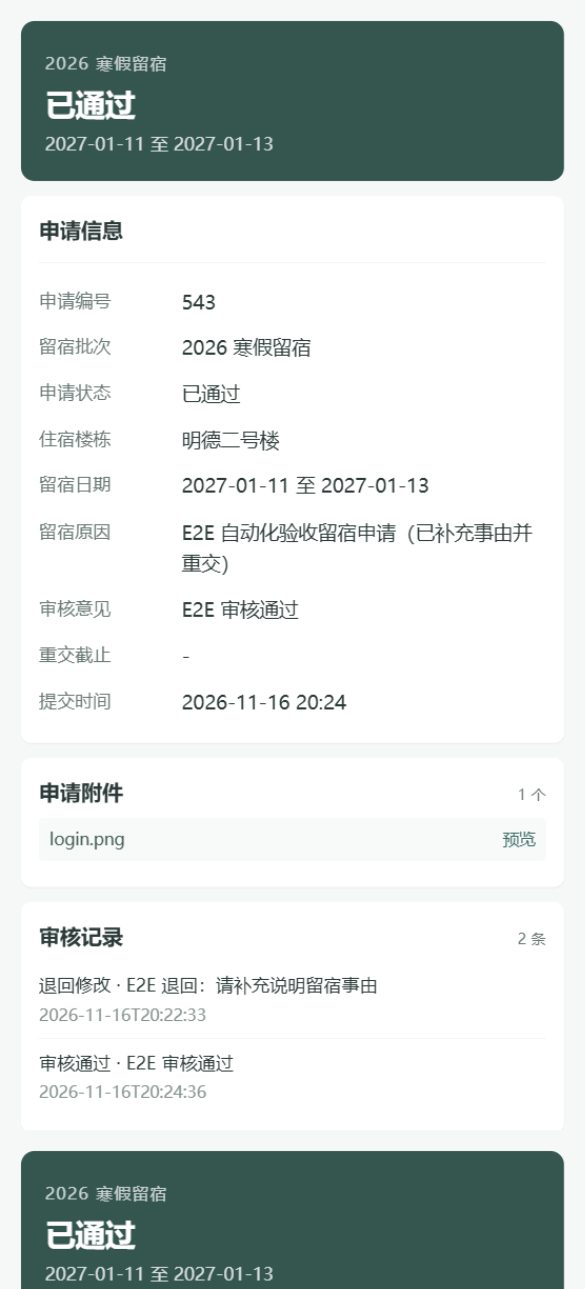 2026 寒假留宿
已通过
2027-01-11 至 2027-01-13
申请信息
申请编号 543
留宿批次 2026 寒假留宿
申请状态 已通过
住宿楼栋 明德二号楼
留宿日期 2027-01-11 至 2027-01-13
留宿原因 E2E 自动化验收留宿申请（已补充事由并
重交）
审核意见 E2E 审核通过
重交截止 -
提交时间 2026-11-16 20:24
申请附件 1 个
login.png 预览
审核记录 2 条
退回修改 · E2E 退回：请补充说明留宿事由
2026-11-16T20:22:33
审核通过 · E2E 审核通过
2026-11-16T20:24:36
2026 寒假留宿
已通过
2027-01-11 至 2027-01-13